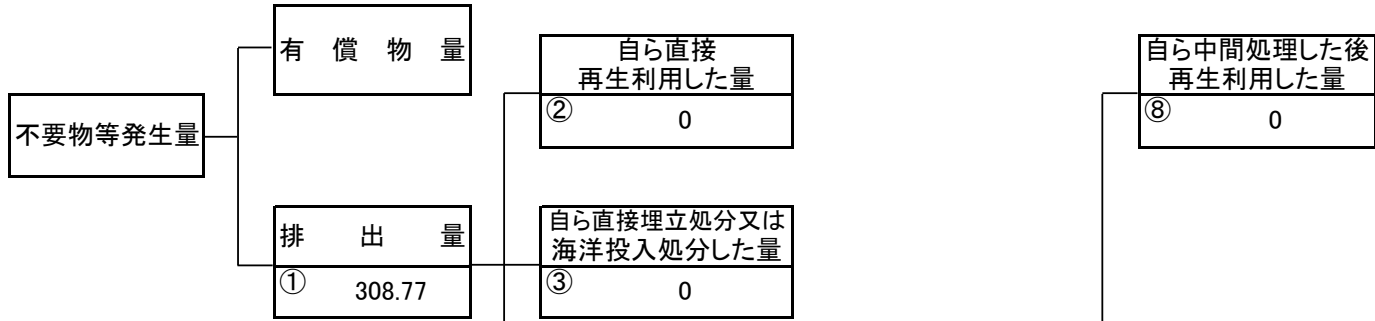 有償物量
自ら直接
再生利用した量
② 0
自ら中間処理した後
再生利用した量
⑧ 0
不要物等発生量
排出量
① 308.77
自ら直接埋立処分又は
海洋投入処分した量
③ 0